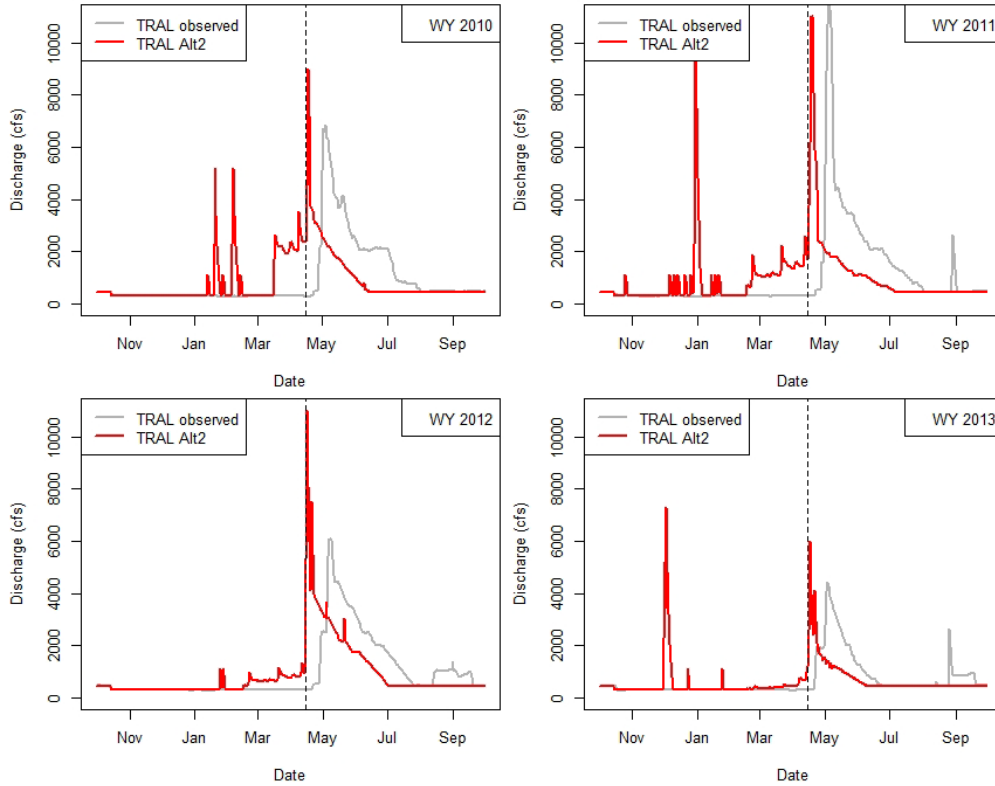 TRAL observed
TRAL Alt2
WY 2010
Discharge (cfs)
0 2000 4000 6000 8000 10000
Nov Jan Mar May Jul Sep
Date
TRAL observed
TRAL Alt2
WY 2011
Discharge (cfs)
0 2000 4000 6000 8000 10000
Nov Jan Mar May Jul Sep
Date
TRAL observed
TRAL Alt2
WY 2012
Discharge (cfs)
0 2000 4000 6000 8000 10000
Nov Jan Mar May Jul Sep
Date
TRAL observed
TRAL Alt2
WY 2013
Discharge (cfs)
0 2000 4000 6000 8000 10000
Nov Jan Mar May Jul Sep
Date